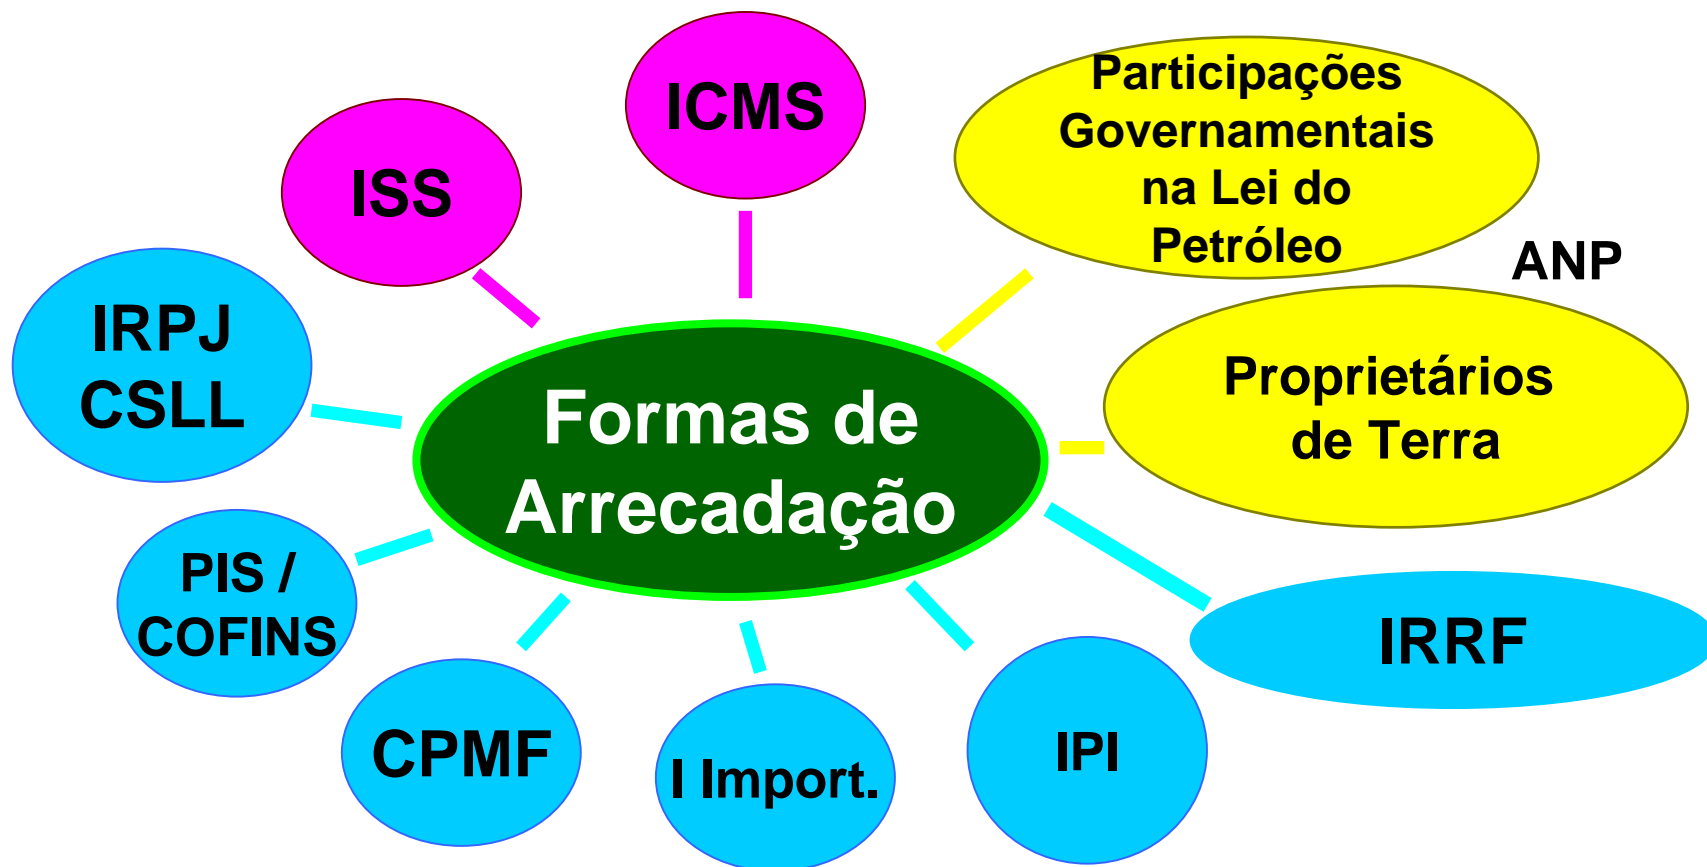 ICMS
ISS
Participações
Governamentais
na Lei do
Petróleo
ANP
IRPJ
CSLL
Proprietários
de Terra
Formas de
Arrecadação
PIS /
COFINS
IRRF
CPMF
I Import.
IPI